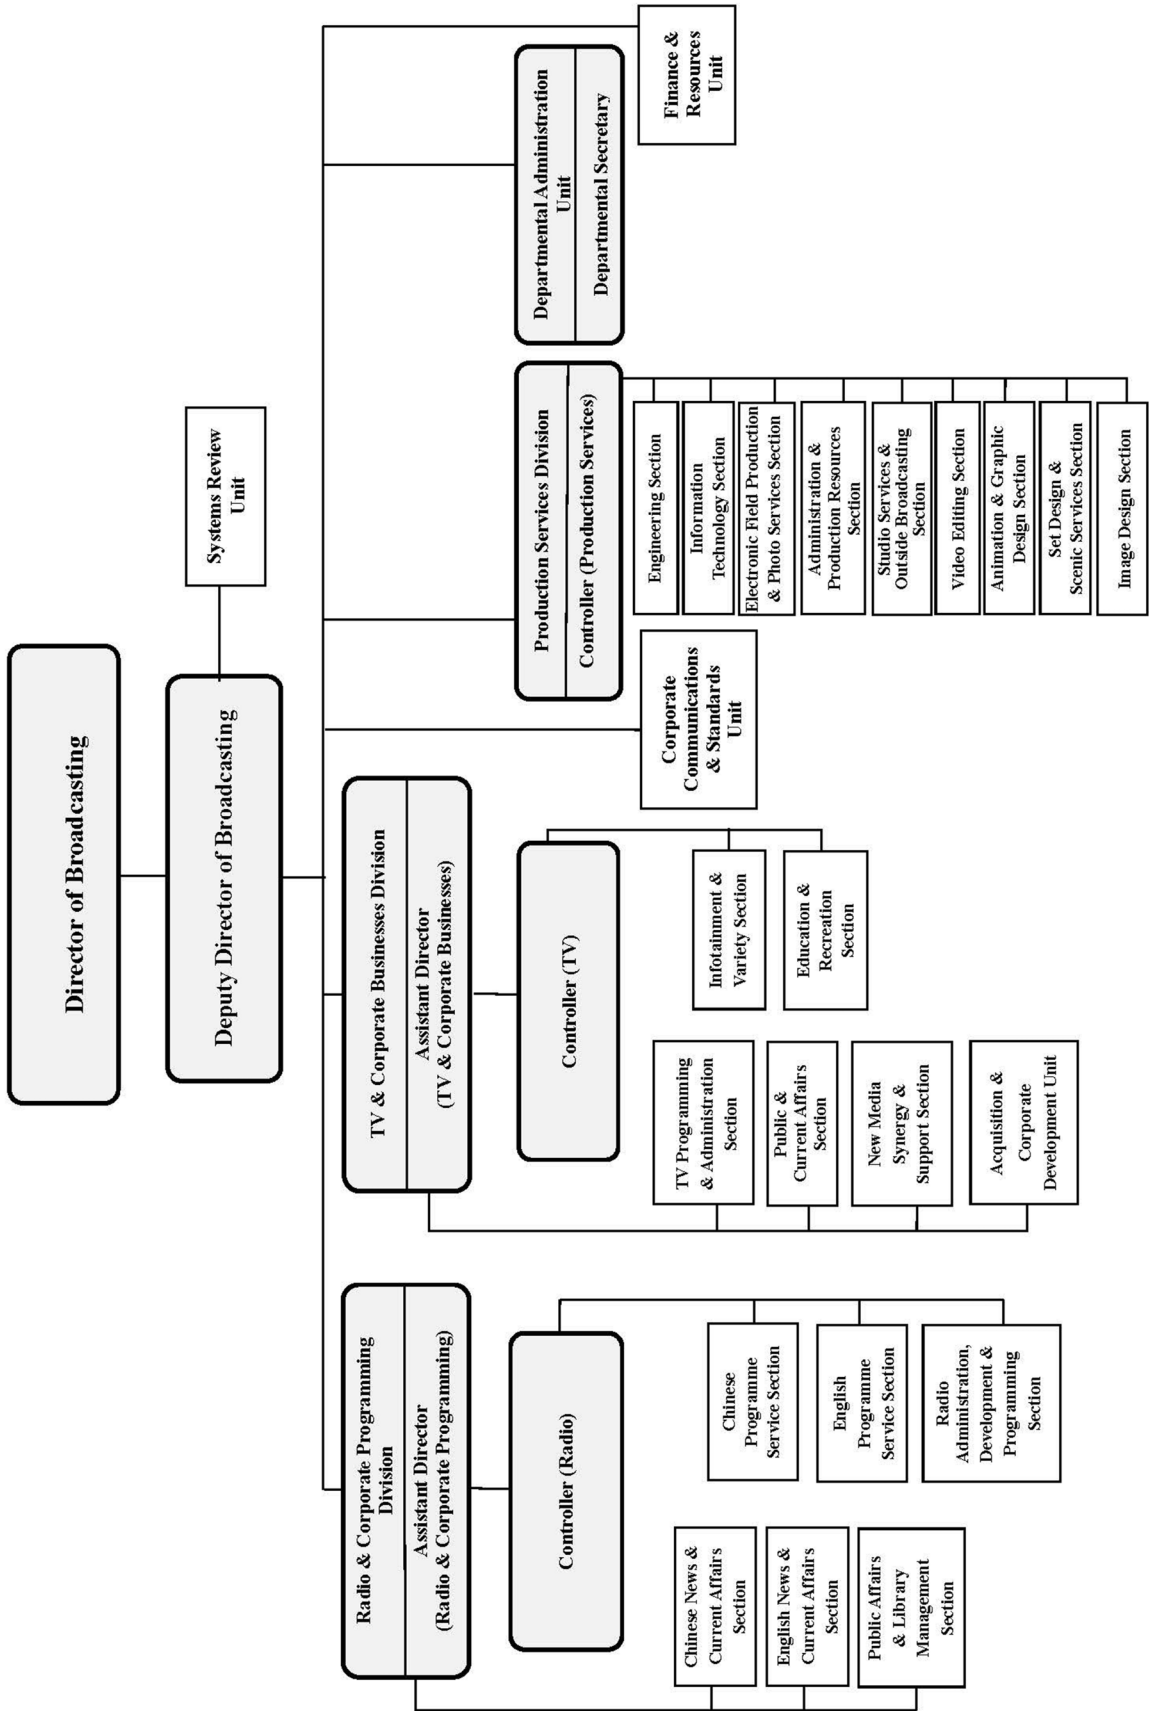 Director of Broadcasting
Deputy Director of Broadcasting
Systems Review
Unit
Radio & Corporate Programming
Division
Assistant Director
(Radio & Corporate Programming)
Controller (Radio)
Chinese News &
Current Affairs
Section
English News &
Current Affairs
Section
Public Affairs
& Library
Management
Section
Chinese
Programme
Service Section
English
Programme
Service Section
Radio
Administration,
Development &
Programming
Section
TV & Corporate Businesses Division
Assistant Director
(TV & Corporate Businesses)
Controller (TV)
TV Programming
& Administration
Section
Public &
Current Affairs
Section
New Media
Synergy &
Support Section
Acquisition &
Corporate
Development Unit
Infotainment &
Variety Section
Education &
Recreation
Section
Corporate
Communications
& Standards
Unit
Production Services Division
Controller (Production Services)
Engineering Section
Information
Technology Section
Electronic Field Production
& Photo Services Section
Administration &
Production Resources
Section
Studio Services &
Outside Broadcasting
Section
Video Editing Section
Animation & Graphic
Design Section
Set Design &
Scenic Services Section
Image Design Section
Departmental Administration
Unit
Departmental Secretary
Finance &
Resources
Unit